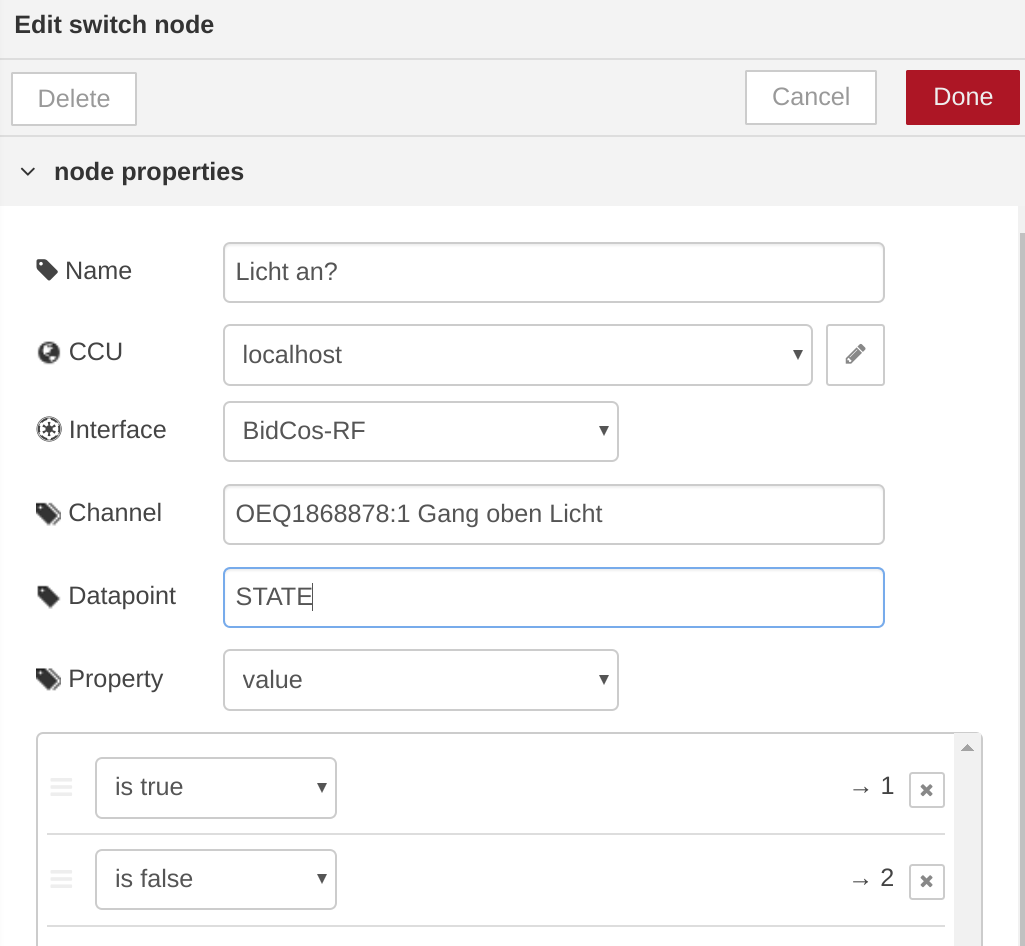 Edit switch node
Delete
Cancel
Done
node properties
Name
Licht an?
CCU
localhost
Interface
BidCos-RF
Channel
OEQ1868878:1 Gang oben Licht
Datapoint
STATE
Property
value
is true
→ 1
is false
→ 2